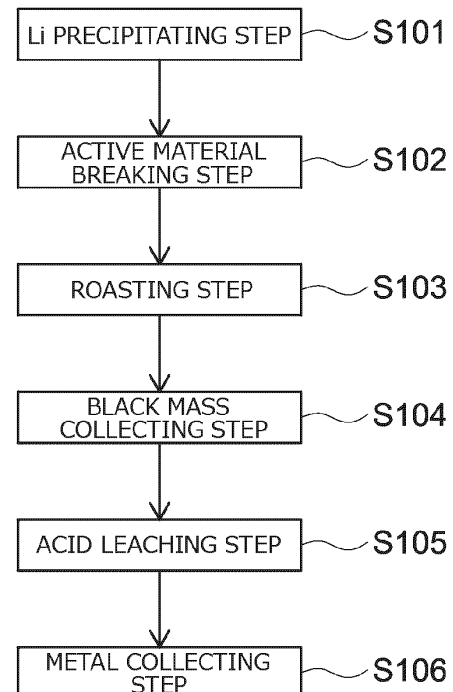 Li PRECIPITATING STEP S101
ACTIVE MATERIAL
BREAKING STEP S102
ROASTING STEP S103
BLACK MASS
COLLECTING STEP S104
ACID LEACHING STEP S105
METAL COLLECTING
STEP S106